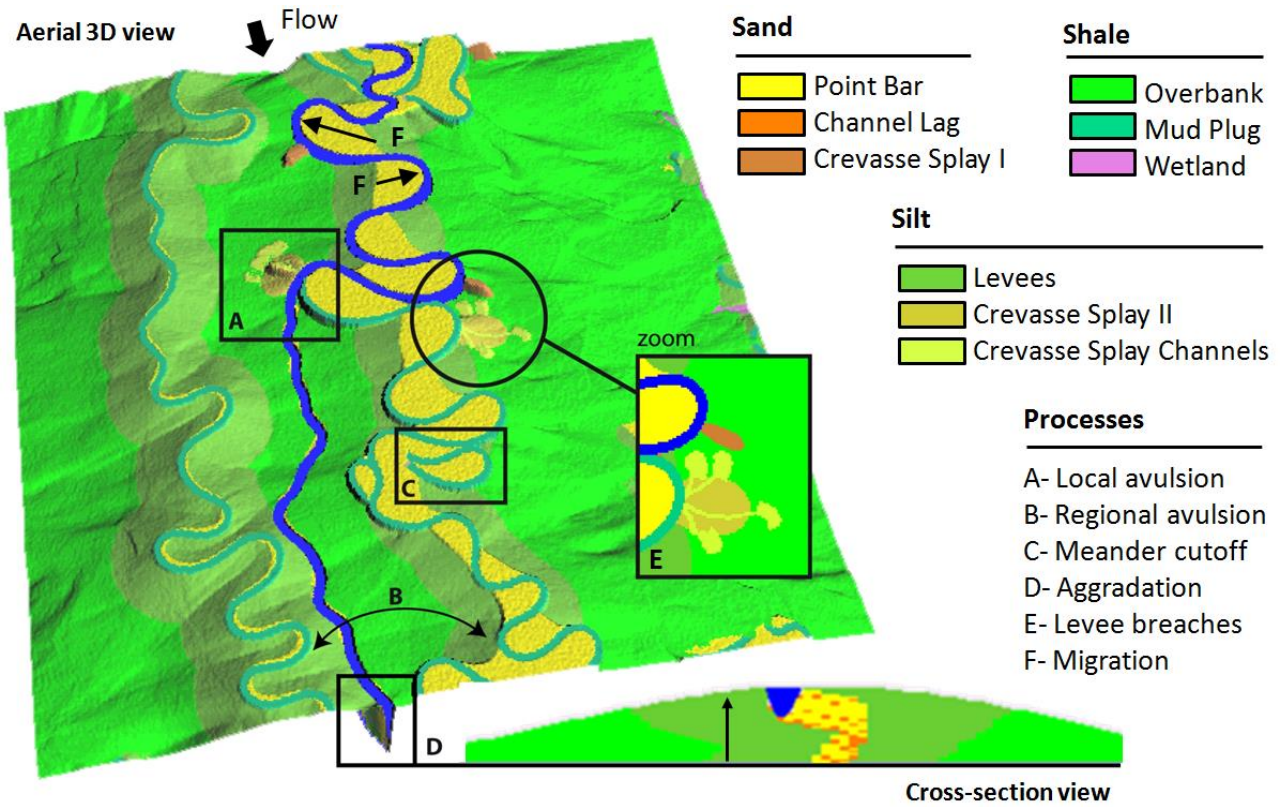 Aerial 3D view
Flow
F
F
A
B
C
D
zoom
E
Cross-section view
Sand
Point Bar
Channel Lag
Crevasse Splay I
Shale
Overbank
Mud Plug
Wetland
Silt
Levees
Crevasse Splay II
Crevasse Splay Channels
Processes
A- Local avulsion
B- Regional avulsion
C- Meander cutoff
D- Aggradation
E- Levee breaches
F- Migration